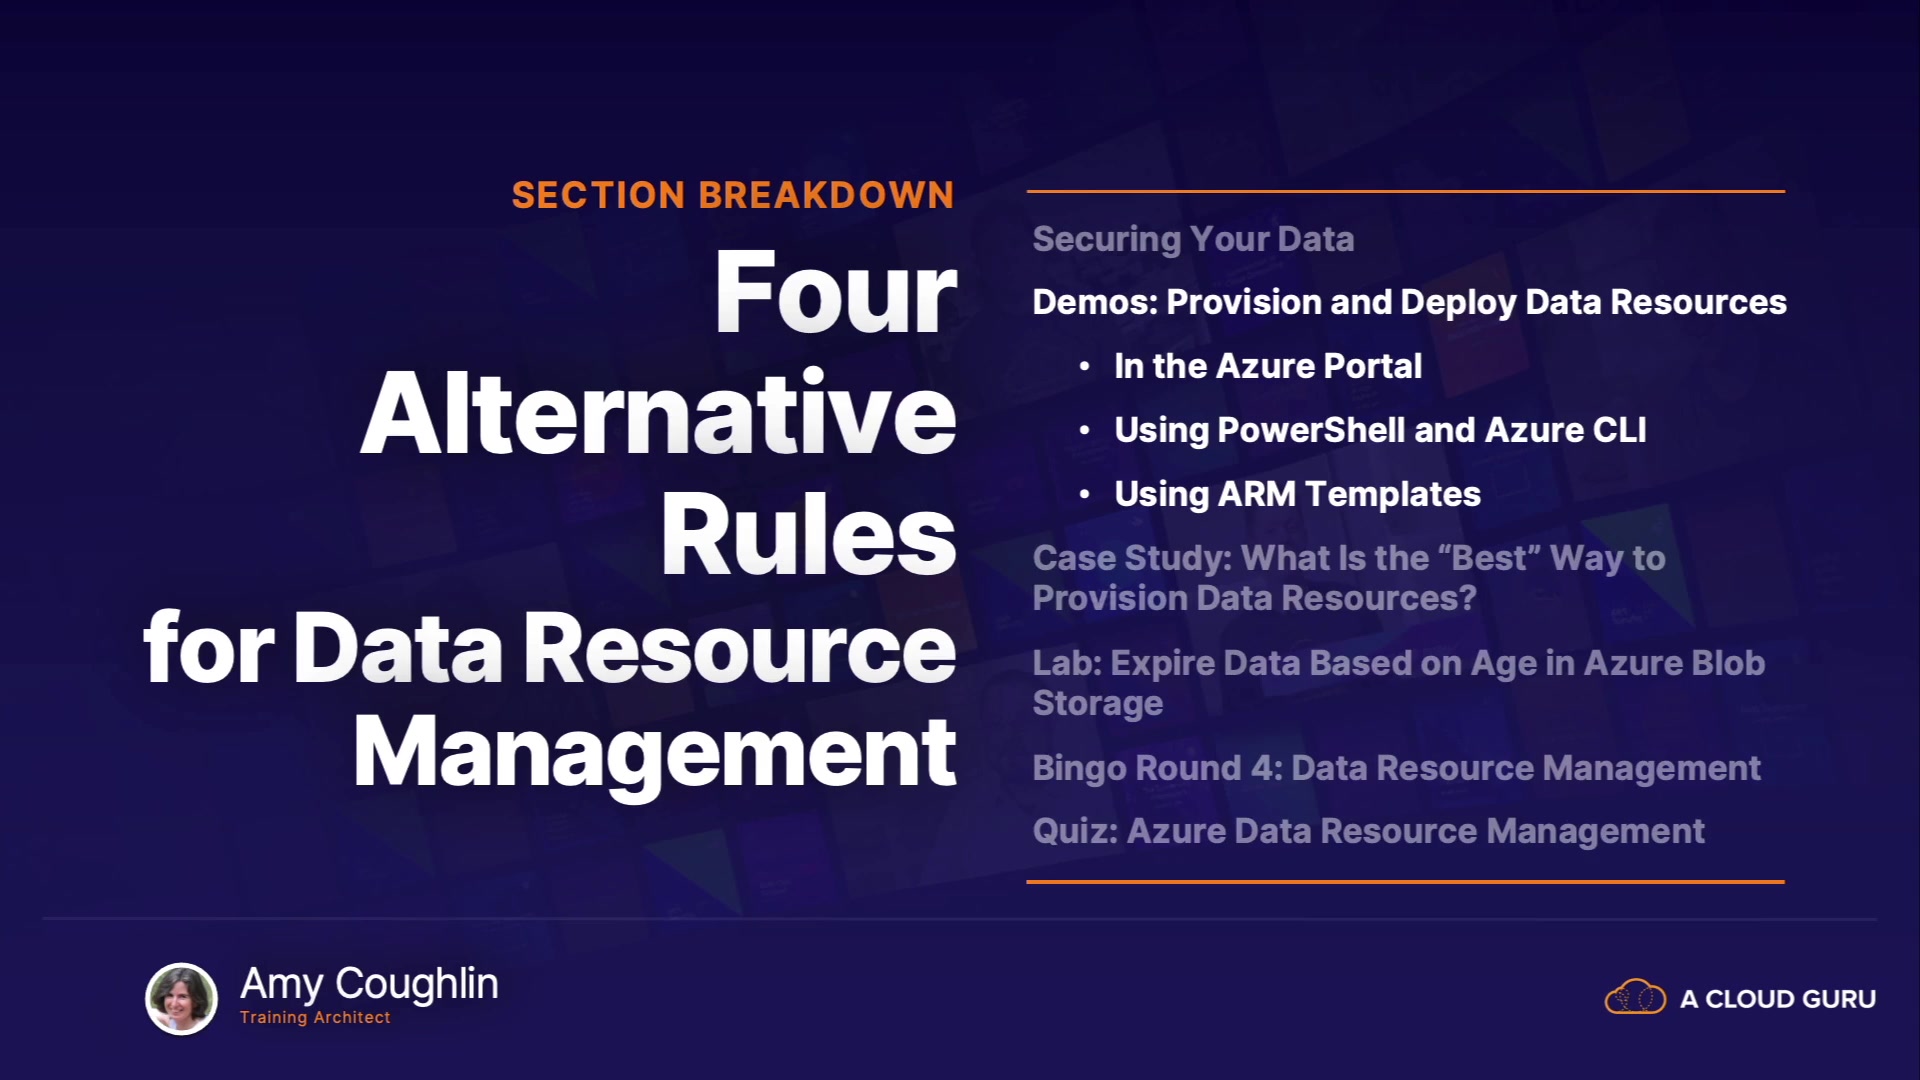 SECTION BREAKDOWN
Four
Alternative
Rules
for Data Resource
Management
Securing Your Data
Demos: Provision and Deploy Data Resources
• In the Azure Portal
• Using PowerShell and Azure CLI
• Using ARM Templates
Case Study: What Is the “Best” Way to
Provision Data Resources?
Lab: Expire Data Based on Age in Azure Blob
Storage
Bingo Round 4: Data Resource Management
Quiz: Azure Data Resource Management
Amy Coughlin
Training Architect
A CLOUD GURU